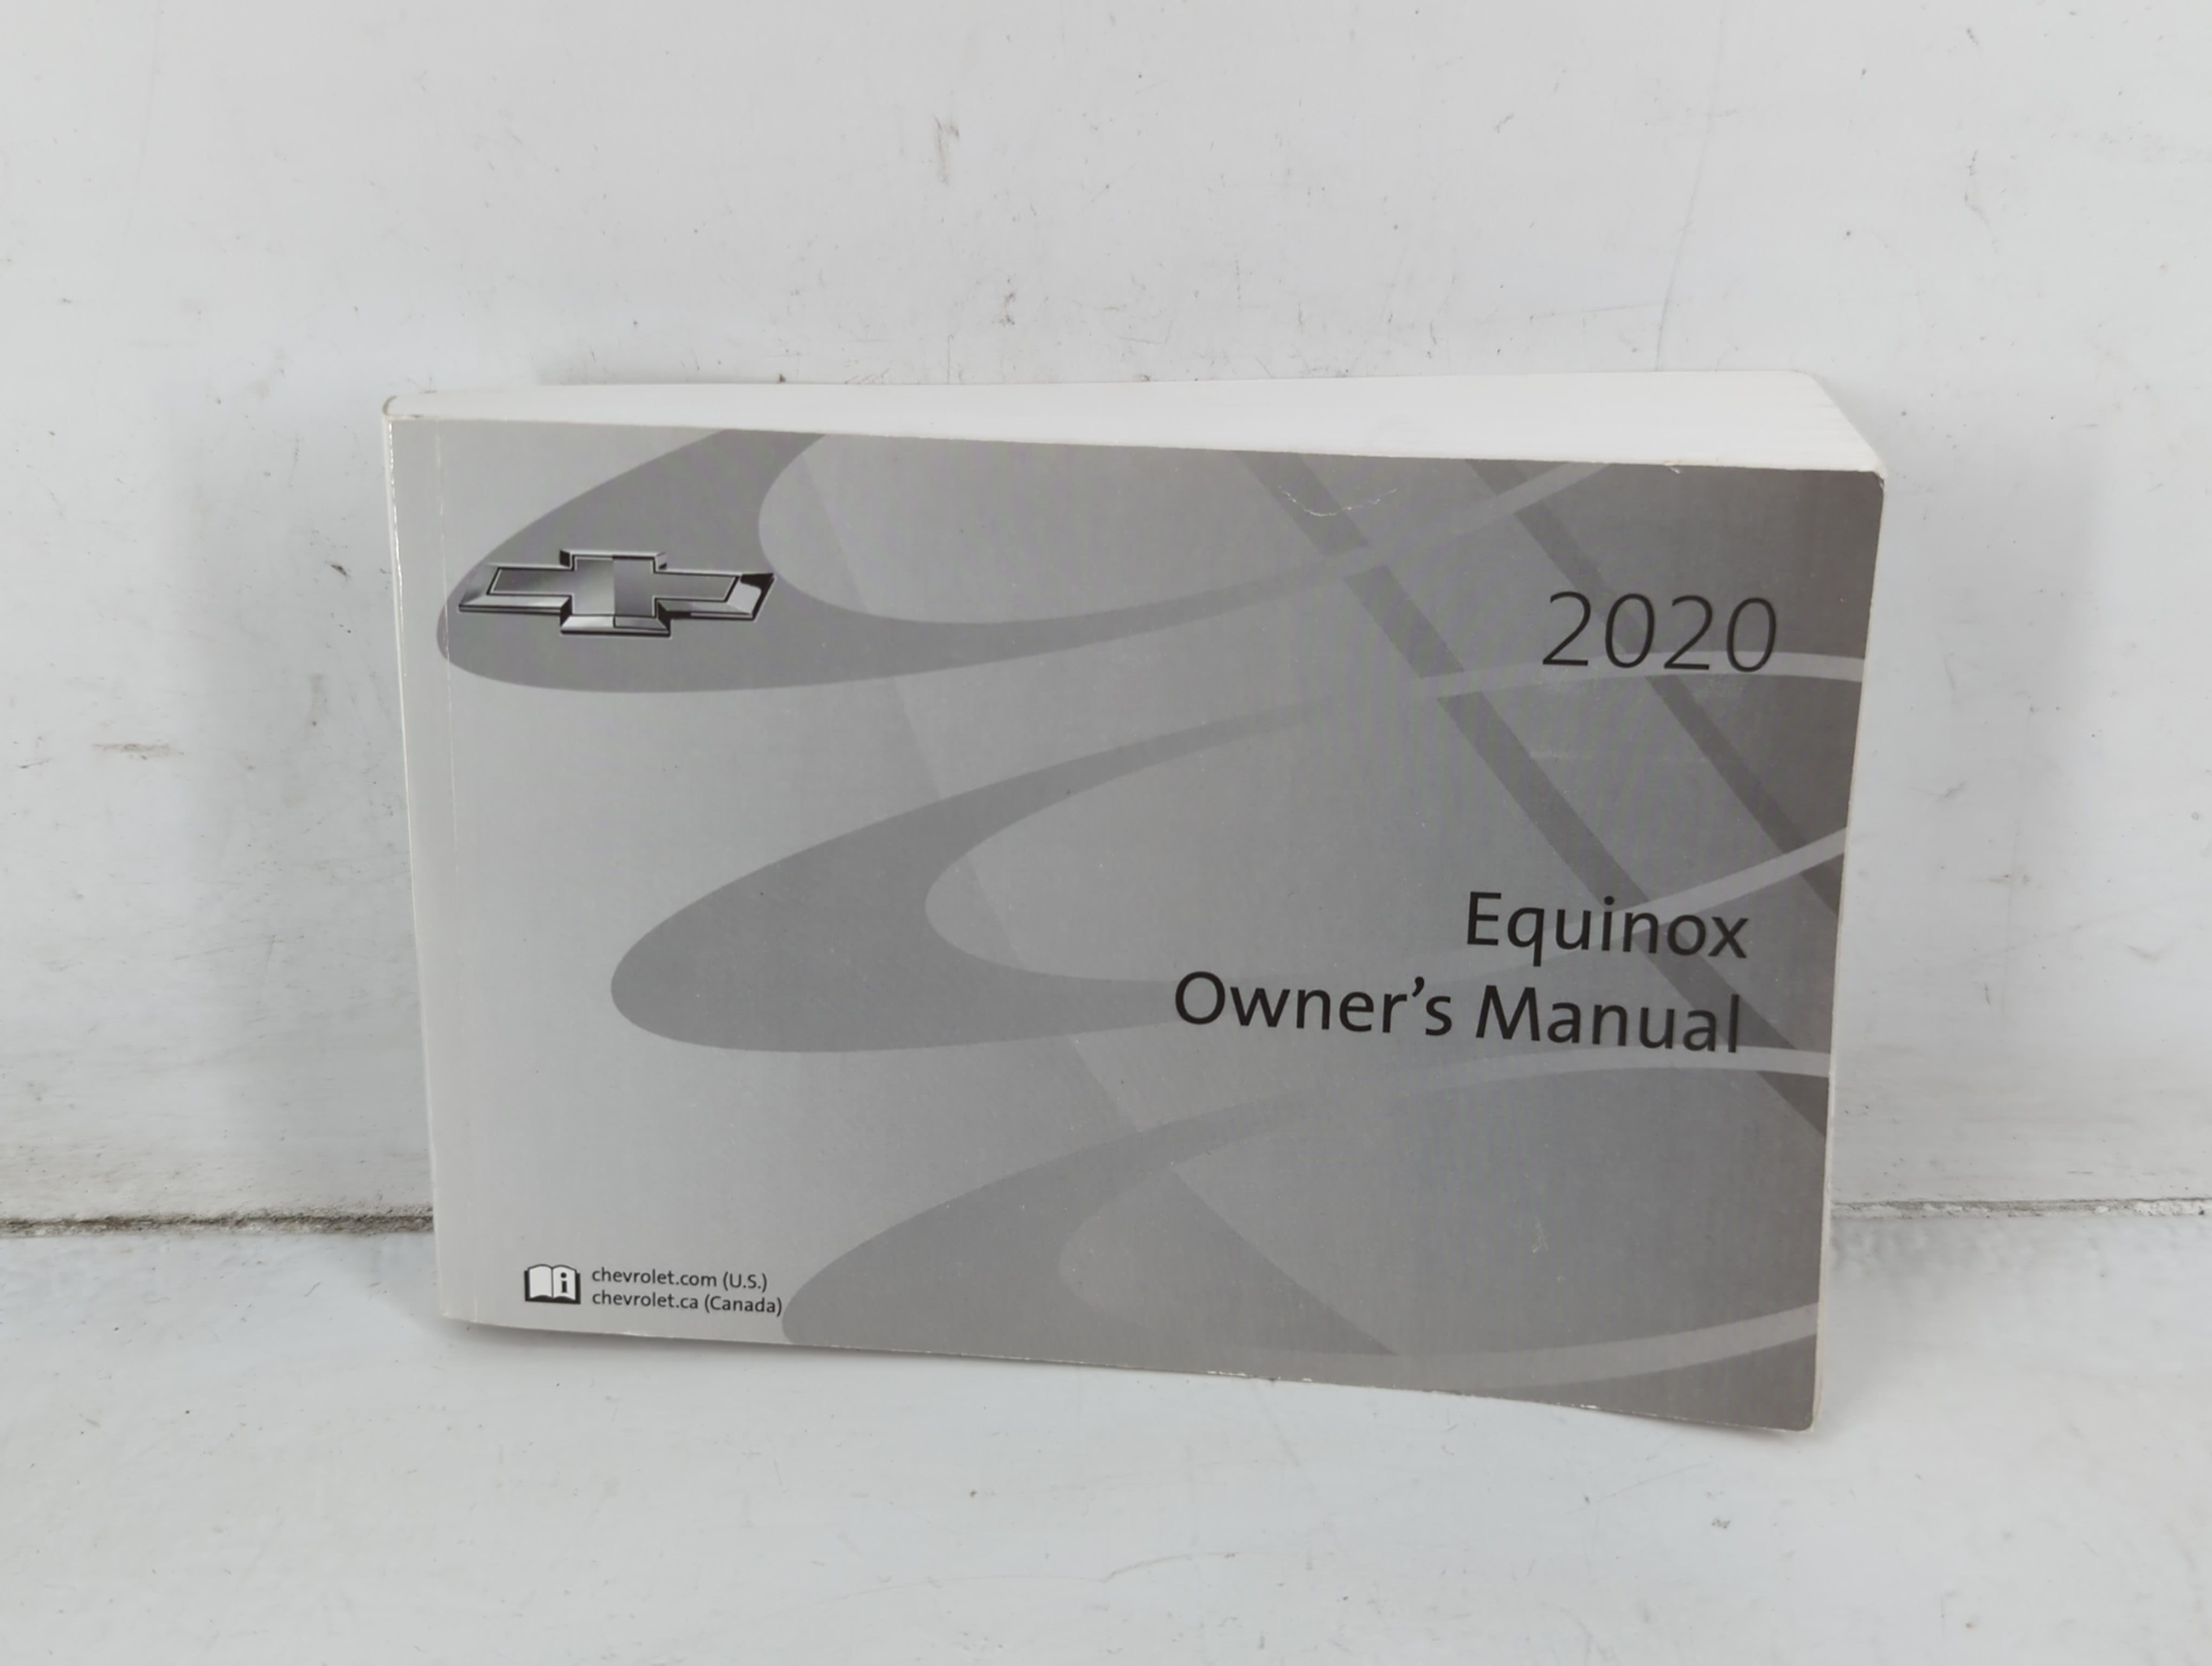 2020
Equinox
Owner’s Manual
chevrolet.com (U.S.)
chevrolet.ca (Canada)